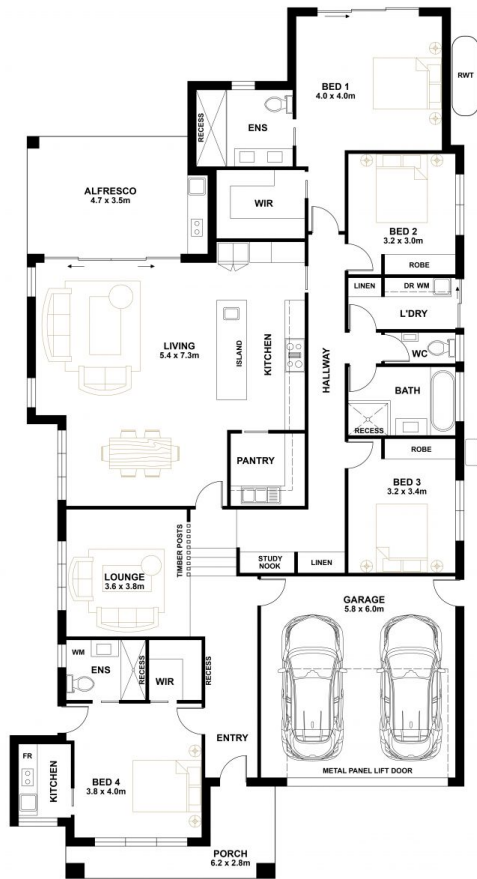 BED 1
4.0 x 4.0m
RWT
RECESS
ENS
ALFRESCO
4.7 x 3.5m
WIR
BED 2
3.2 x 3.0m
ROBE
LINEN
DR WM
L'DRY
LIVING
5.4 x 7.3m
ISLAND
KITCHEN
HALLWAY
WC
BATH
RECESS
PANTRY
ROBE
BED 3
3.2 x 3.4m
LOUNGE
3.6 x 3.8m
TIMBER POSTS
STUDY
NOOK
LINEN
GARAGE
5.8 x 6.0m
WM
ENS
RECESS
WIR
RECESS
ENTRY
FR
KITCHEN
BED 4
3.8 x 4.0m
METAL PANEL LIFT DOOR
PORCH
6.2 x 2.8m